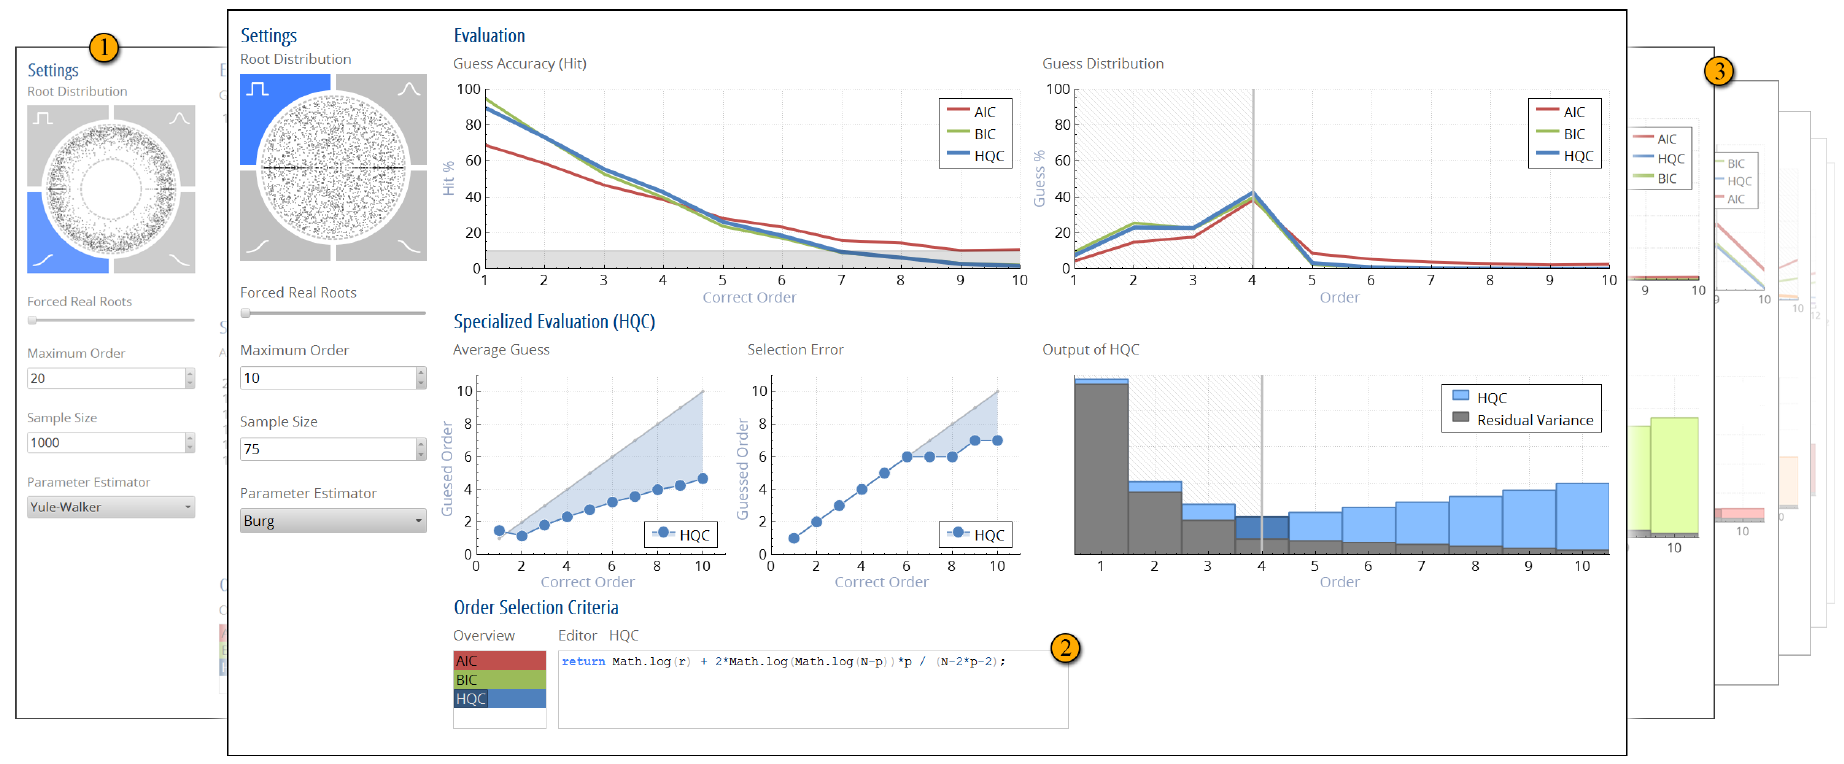 1
Settings
Root Distribution
Forced Real Roots
Maximum Order
20
Sample Size
1000
Parameter Estimator
Yule-Walker
Settings
Root Distribution
Forced Real Roots
Maximum Order
10
Sample Size
75
Parameter Estimator
Burg
Evaluation
Guess Accuracy (Hit)
Hit %
100
80
60
40
20
0
1 2 3 4 5 6 7 8 9 10
Correct Order
AIC
BIC
HQC
Guess Distribution
Guess %
100
80
60
40
20
0
1 2 3 4 5 6 7 8 9 10
Order
AIC
BIC
HQC
Specialized Evaluation (HQC)
Average Guess
Guessed Order
10
8
6
4
2
0
0 2 4 6 8 10
Correct Order
HQC
Selection Error
Guessed Order
10
8
6
4
2
0
0 2 4 6 8 10
Correct Order
HQC
Output of HQC
HQC
Residual Variance
1 2 3 4 5 6 7 8 9 10
Order
Order Selection Criteria
Overview
AIC
BIC
HQC
Editor HQC
return Math.log(r) + 2*Math.log(Math.log(N-p))*p / (N-2*p-2);
2
3
AIC
HQC
BIC
9 10
10
BIC
HQC
AIC
9 10
10
10
12